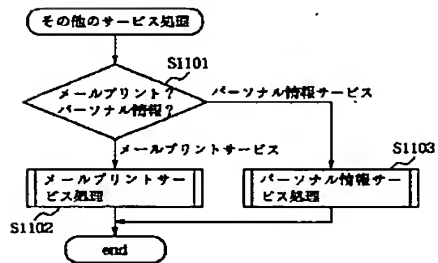 その他のサービス処理
S1101
メールプリント?
パーソナル情報?
パーソナル情報サービス
メールプリントサービス
S1103
メールプリントサー
ビス処理
パーソナル情報サー
ビス処理
S1102
end